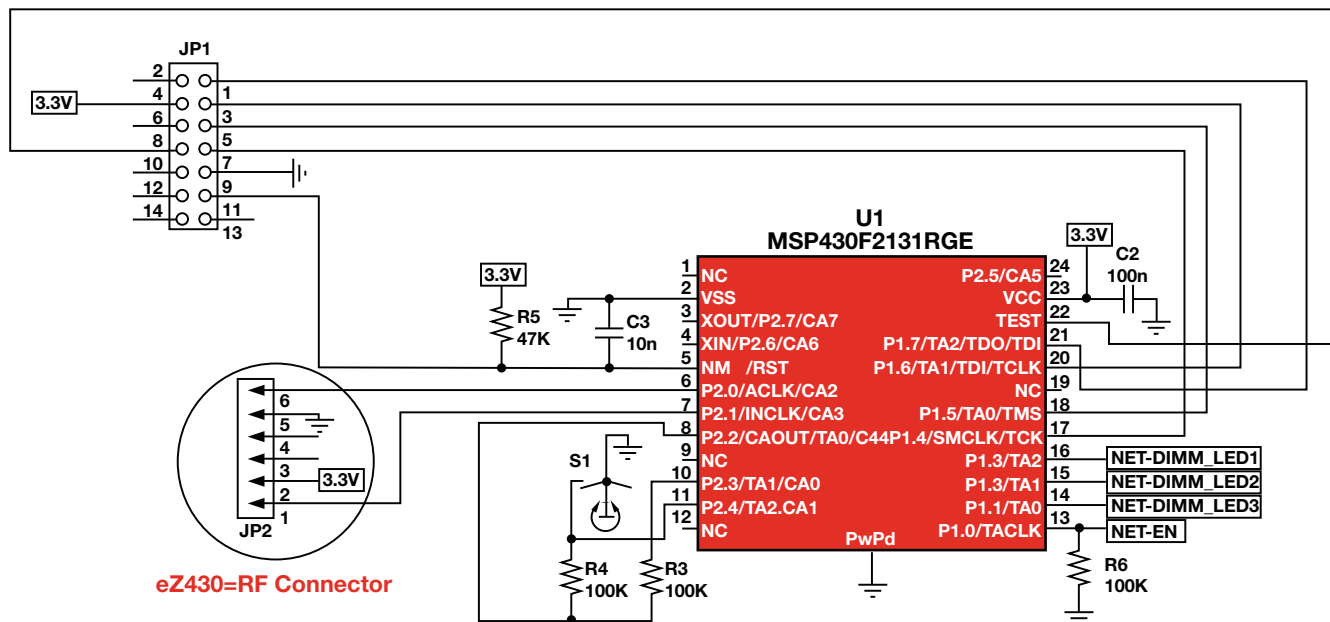 JP1
2
4
1
3.3V
6
3
8
5
10
7
12
9
14
11
13
U1
MSP430F2131RGE
3.3V
C2
100n
3.3V
R5
47K
C3
10n
1
NC
2
VSS
3
XOUT/P2.7/CA7
4
XIN/P2.6/CA6
5
NM /RST
6
P2.0/ACLK/CA2
7
P2.1/INCLK/CA3
8
P2.2/CAOUT/TA0/C44P1.4/SMCLK/TCK
9
NC
10
P2.3/TA1/CA0
11
P2.4/TA2.CA1
12
NC
P2.5/CA5
24
VCC
23
TEST
22
P1.7/TA2/TDO/TDI
21
P1.6/TA1/TDI/TCLK
20
NC
19
P1.5/TA0/TMS
18
17
P1.3/TA2
16
NET-DIMM_LED1
P1.3/TA1
15
NET-DIMM_LED2
P1.1/TA0
14
NET-DIMM_LED3
P1.0/TACLK
13
NET-EN
PwPd
S1
6
5
4
3
3.3V
2
1
JP2
R4
100K
R3
100K
R6
100K
eZ430=RF Connector